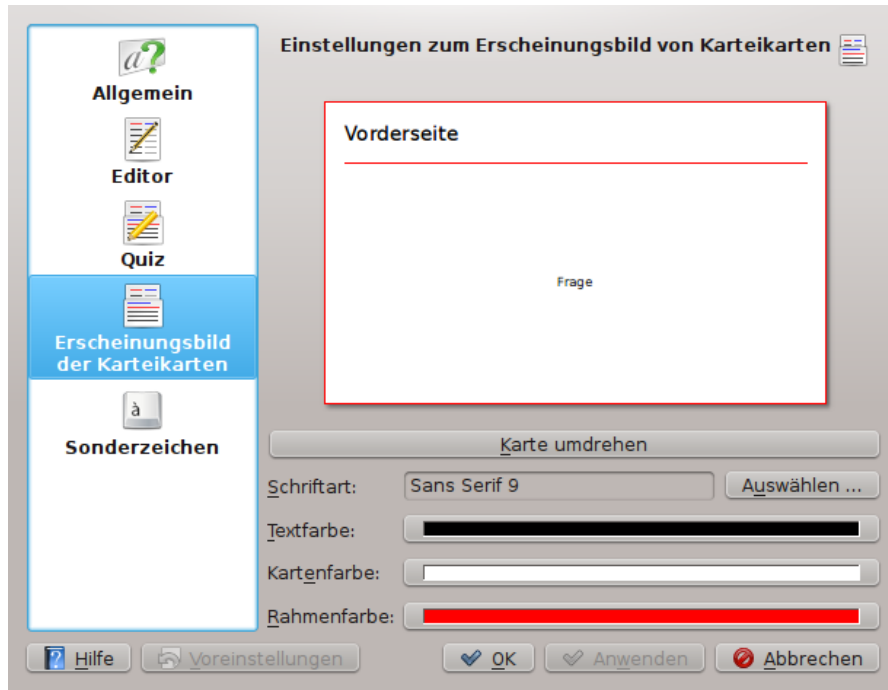 Allgemein
Editor
Quiz
Erscheinungsbild
der Karteikarten
Sonderzeichen
Einstellungen zum Erscheinungsbild von Karteikarten
Vorderseite
Frage
Karte umdrehen
Schriftart: Sans Serif 9 Auswählen ...
Textfarbe:
Kartenfarbe:
Rahmenfarbe:
Hilfe Voreinstellungen OK Anwenden Abbrechen